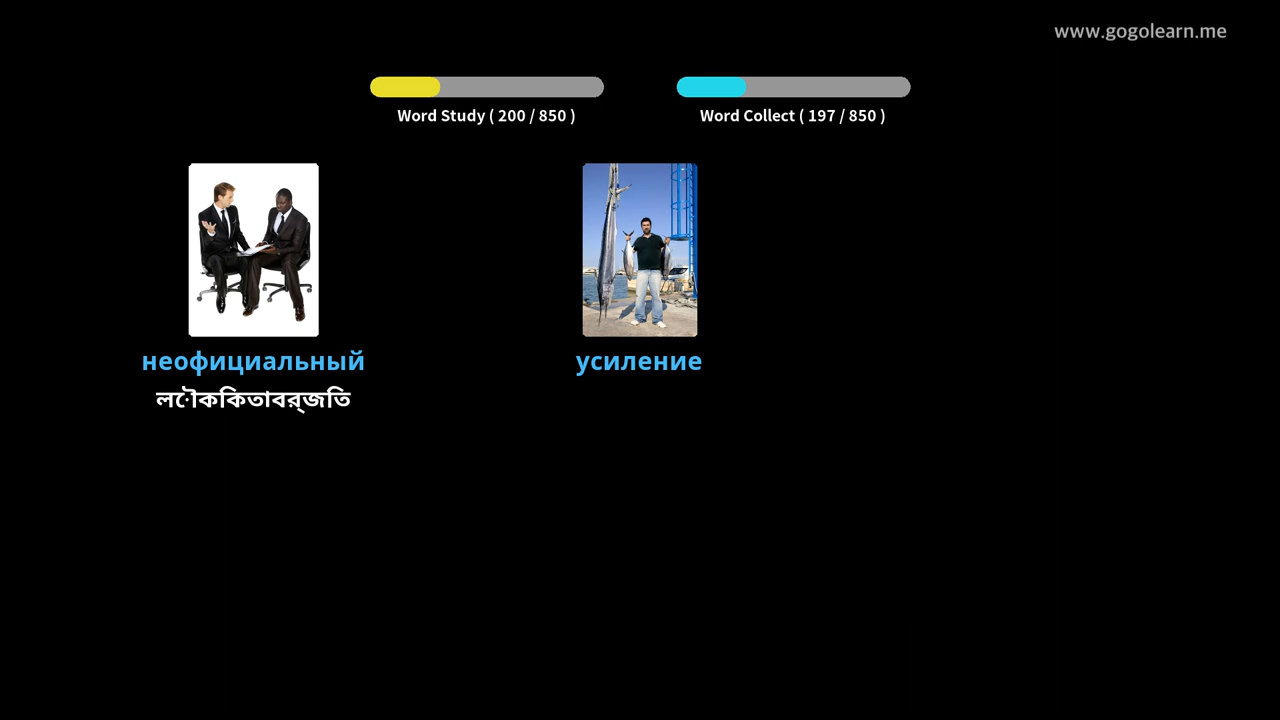 www.gogolearn.me
Word Study ( 200 / 850 )
Word Collect ( 197 / 850 )
неофициальный
усиление
লৌকিকতাবর্জিত